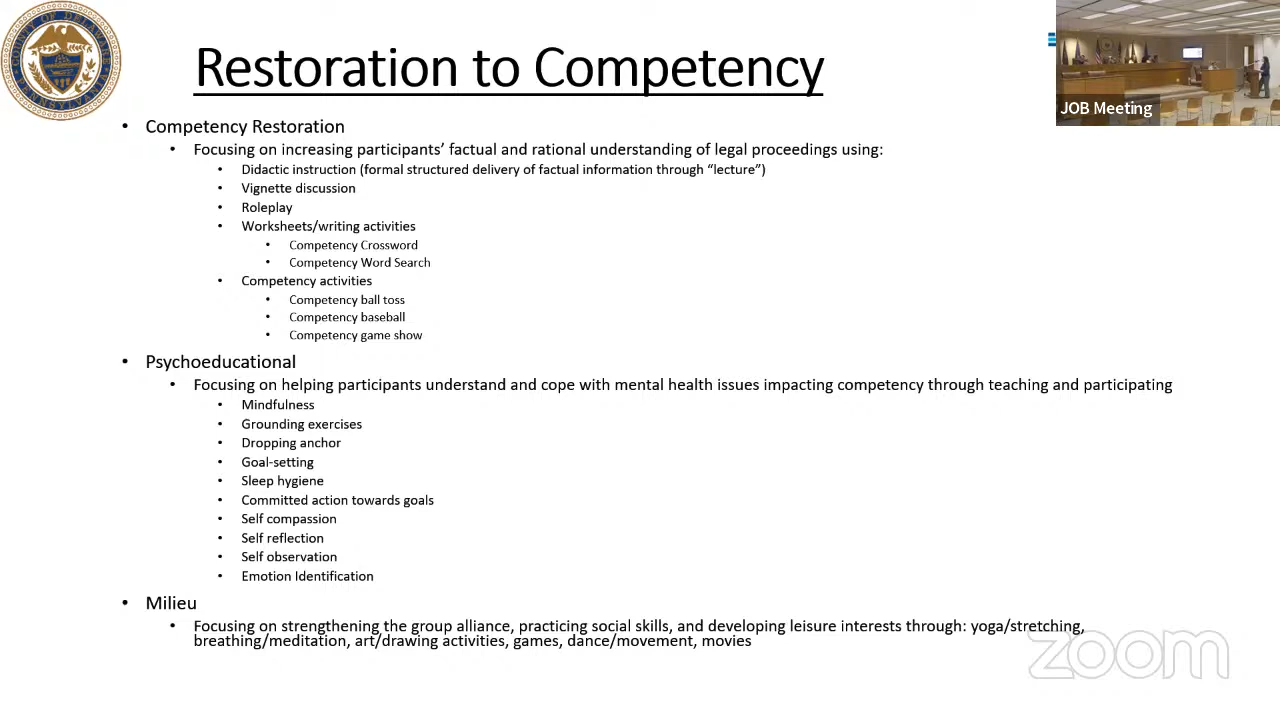 COUNTY OF DELAWARE PENNSYLVANIA
Restoration to Competency
JOB Meeting
• Competency Restoration
• Focusing on increasing participants’ factual and rational understanding of legal proceedings using:
• Didactic instruction (formal structured delivery of factual information through “lecture”)
• Vignette discussion
• Roleplay
• Worksheets/writing activities
• Competency Crossword
• Competency Word Search
• Competency activities
• Competency ball toss
• Competency baseball
• Competency game show
• Psychoeducational
• Focusing on helping participants understand and cope with mental health issues impacting competency through teaching and participating
• Mindfulness
• Grounding exercises
• Dropping anchor
• Goal-setting
• Sleep hygiene
• Committed action towards goals
• Self compassion
• Self reflection
• Self observation
• Emotion Identification
• Milieu
• Focusing on strengthening the group alliance, practicing social skills, and developing leisure interests through: yoga/stretching,
breathing/meditation, art/drawing activities, games, dance/movement, movies
zoom